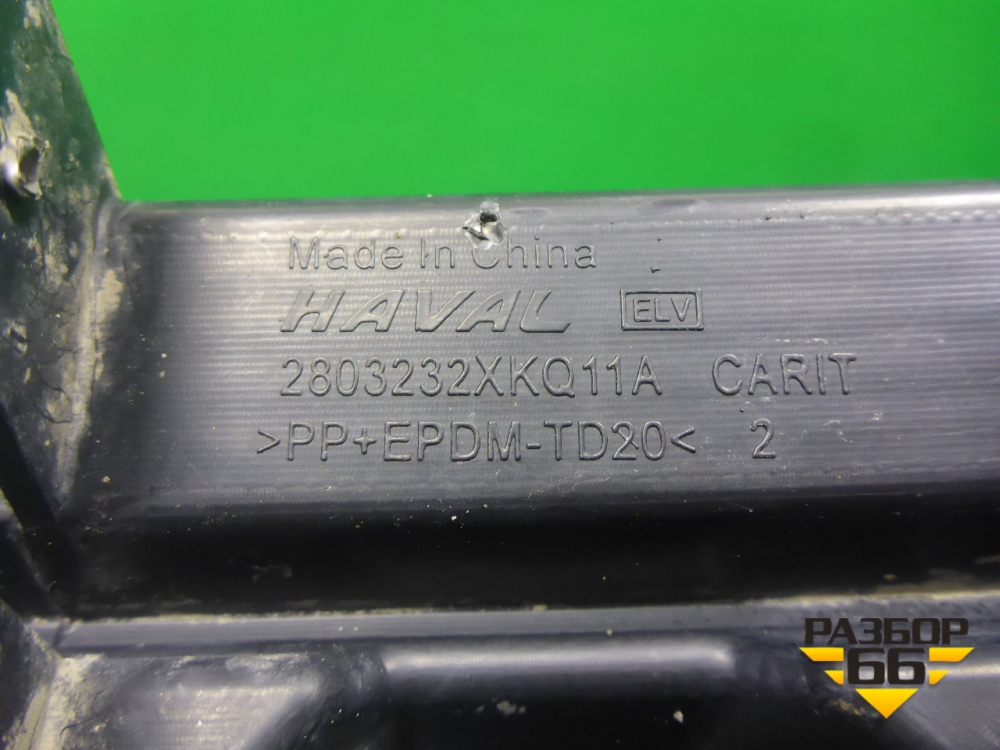 Made In China
HAVAL ELV
2803232XKQ11A CARIT
>PP+EPDM-TD20< 2
РАЗБОР
66